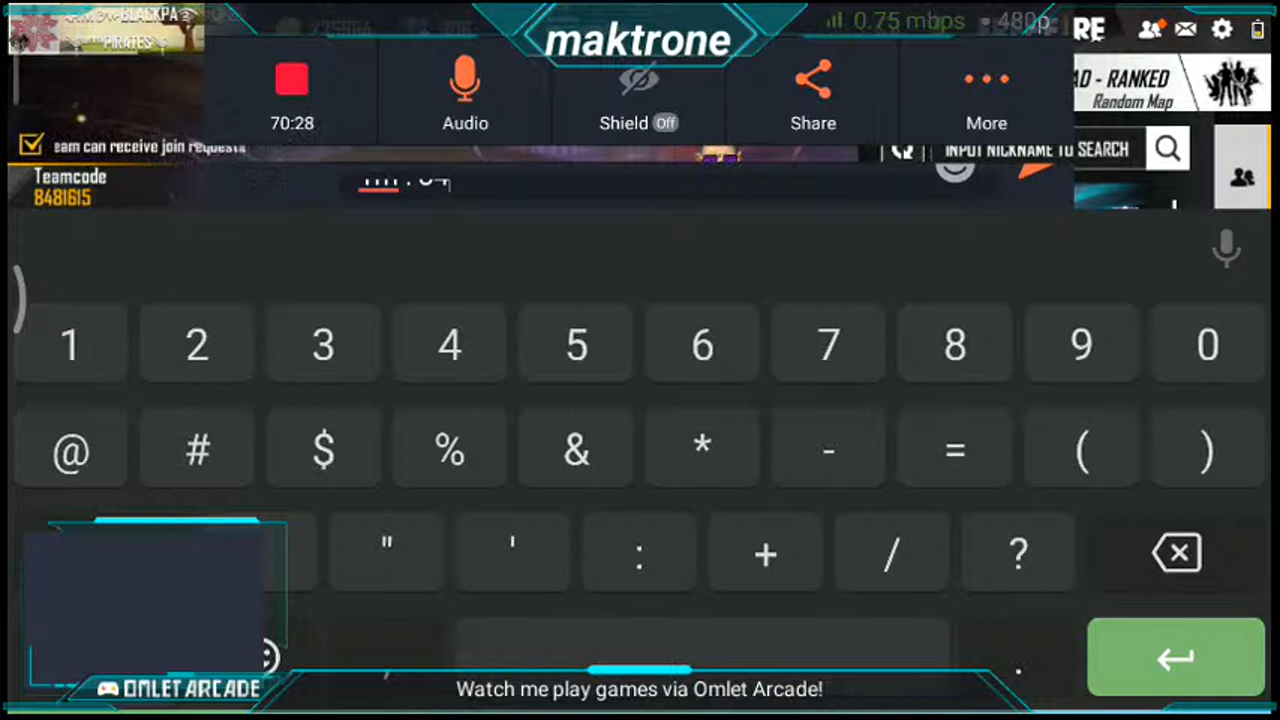 BLACKPA
PIRATES
maktrone
0.75 mbps
480p
RE
AD - RANKED
Random Map
70:28
Audio
Shield Off
Share
More
eam can receive join requests
INPUT NICKNAME TO SEARCH
Teamcode
8481615
1 2 3 4 5 6 7 8 9 0
@ # $ % & * - = ( )
" ' : + / ?
, .
OMLET ARCADE
Watch me play games via Omlet Arcade!